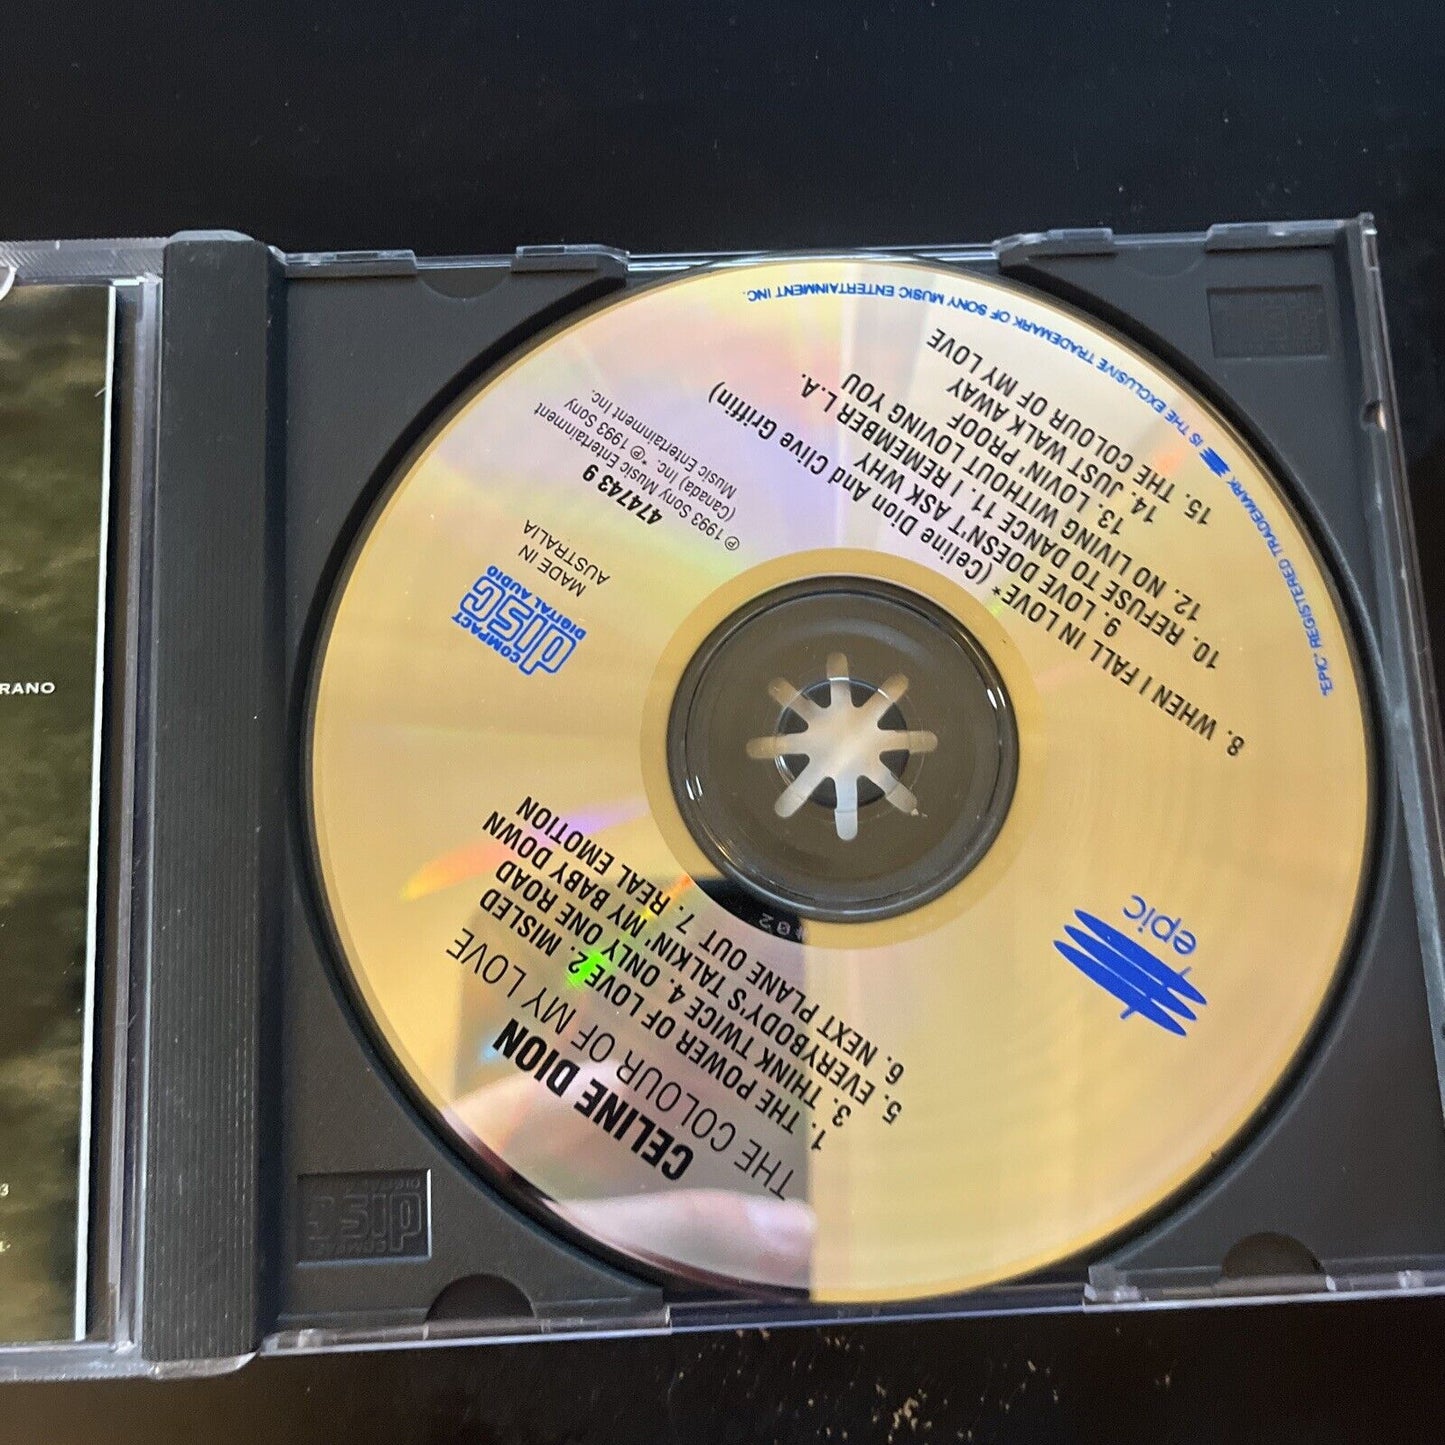 CELINE DION
THE COLOUR OF MY LOVE
1. THE POWER OF LOVE 2. MISLED
3. THINK TWICE 4. ONLY ONE ROAD
5. EVERYBODY'S TALKIN' MY BABY DOWN
6. NEXT PLANE OUT 7. REAL EMOTION
epic
COMPACT
disc
DIGITAL AUDIO
MADE IN
AUSTRALIA
474743 9
℗ 1993 Sony Music Entertainment
(Canada) Inc. *℗ 1993 Sony
Music Entertainment Inc.
8. WHEN I FALL IN LOVE* (Celine Dion And Clive Griffin)
9. LOVE DOESN'T ASK WHY
10. REFUSE TO DANCE 11. I REMEMBER L.A.
12. NO LIVING WITHOUT LOVING YOU
13. LOVIN' PROOF
14. JUST WALK AWAY
15. THE COLOUR OF MY LOVE
"EPIC" REGISTERED TRADEMARK IS THE EXCLUSIVE TRADEMARK OF SONY MUSIC ENTERTAINMENT INC.
RANO
3
COMPACT
disc
DIGITAL AUDIO